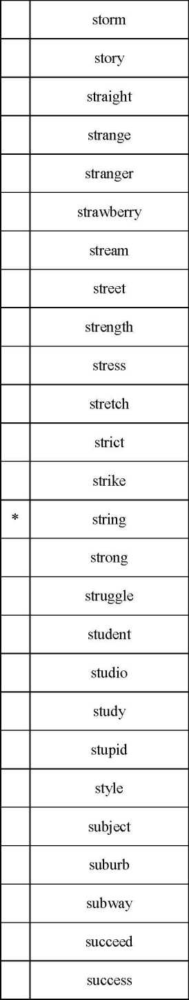 storm
story
straight
strange
stranger
strawberry
stream
street
strength
stress
stretch
strict
strike
* string
strong
struggle
student
studio
study
stupid
style
subject
suburb
subway
succeed
success